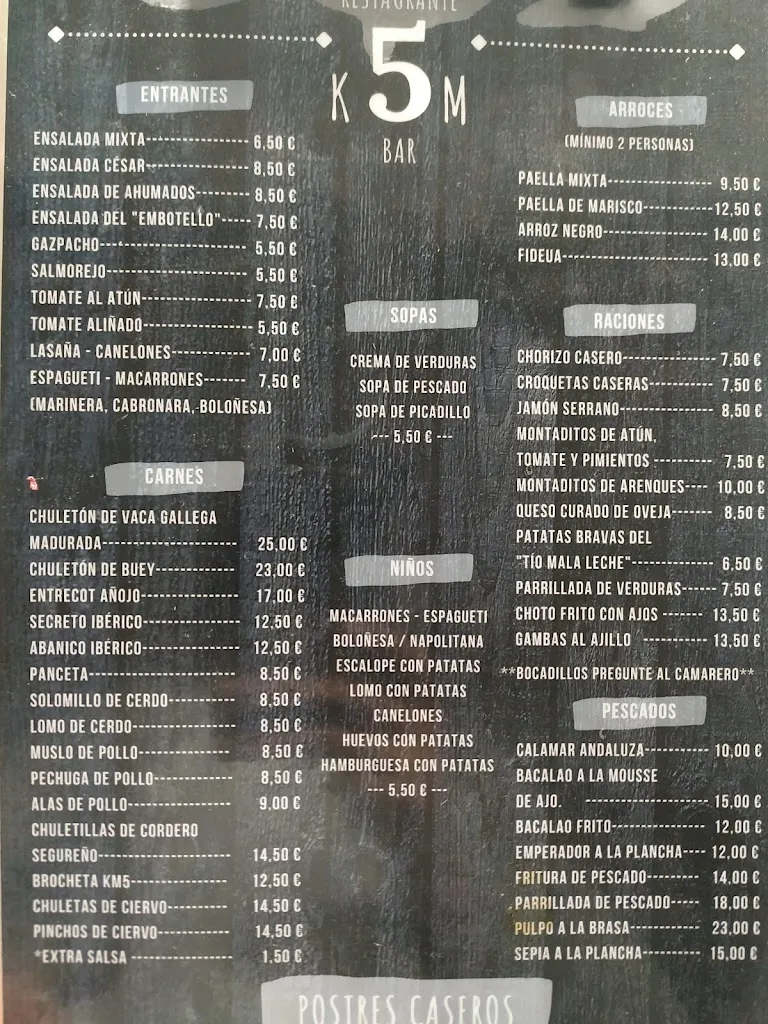 RESTAURANTE
K 5 M
BAR
ENTRANTES
ENSALADA MIXTA 6,50 €
ENSALADA CÉSAR 8,50 €
ENSALADA DE AHUMADOS 8,50 €
ENSALADA DEL "EMBOTELLO" 7,50 €
GAZPACHO 5,50 €
SALMOREJO 5,50 €
TOMATE AL ATÚN 7,50 €
TOMATE ALIÑADO 5,50 €
LASAÑA - CANELONES 7,00 €
ESPAGUETI - MACARRONES 7,50 €
(MARINERA, CABRONARA, BOLOÑESA)
CARNES
CHULETÓN DE VACA GALLEGA
MADURADA 25,00 €
CHULETÓN DE BUEY 23,00 €
ENTRECOT AÑOJO 17,00 €
SECRETO IBÉRICO 12,50 €
ABANICO IBÉRICO 12,50 €
PANCETA 8,50 €
SOLOMILLO DE CERDO 8,50 €
LOMO DE CERDO 8,50 €
MUSLO DE POLLO 8,50 €
PECHUGA DE POLLO 8,50 €
ALAS DE POLLO 9,00 €
CHULETILLAS DE CORDERO
SEGUREÑO 14,50 €
BROCHETA KM5 12,50 €
CHULETAS DE CIERVO 14,50 €
PINCHOS DE CIERVO 14,50 €
*EXTRA SALSA 1,50 €
SOPAS
CREMA DE VERDURAS
SOPA DE PESCADO
SOPA DE PICADILLO
--- 5,50 € ---
NIÑOS
MACARRONES - ESPAGUETI
BOLOÑESA / NAPOLITANA
ESCALOPE CON PATATAS
LOMO CON PATATAS
CANELONES
HUEVOS CON PATATAS
HAMBURGUESA CON PATATAS
--- 5,50 € ---
ARROCES
(MÍNIMO 2 PERSONAS)
PAELLA MIXTA 9,50 €
PAELLA DE MARISCO 12,50 €
ARROZ NEGRO 14,00 €
FIDEUA 13,00 €
RACIONES
CHORIZO CASERO 7,50 €
CROQUETAS CASERAS 7,50 €
JAMÓN SERRANO 8,50 €
MONTADITOS DE ATÚN,
TOMATE Y PIMIENTOS 7,50 €
MONTADITOS DE ARENQUES 10,00 €
QUESO CURADO DE OVEJA 8,50 €
PATATAS BRAVAS DEL
"TÍO MALA LECHE" 6,50 €
PARRILLADA DE VERDURAS 7,50 €
CHOTO FRITO CON AJOS 13,50 €
GAMBAS AL AJILLO 13,50 €
**BOCADILLOS PREGUNTE AL CAMARERO**
PESCADOS
CALAMAR ANDALUZA 10,00 €
BACALAO A LA MOUSSE
DE AJO. 15,00 €
BACALAO FRITO 12,00 €
EMPERADOR A LA PLANCHA 12,00 €
FRITURA DE PESCADO 14,00 €
PARRILLADA DE PESCADO 18,00 €
PULPO A LA BRASA 23,00 €
SEPIA A LA PLANCHA 15,00 €
POSTRES CASEROS